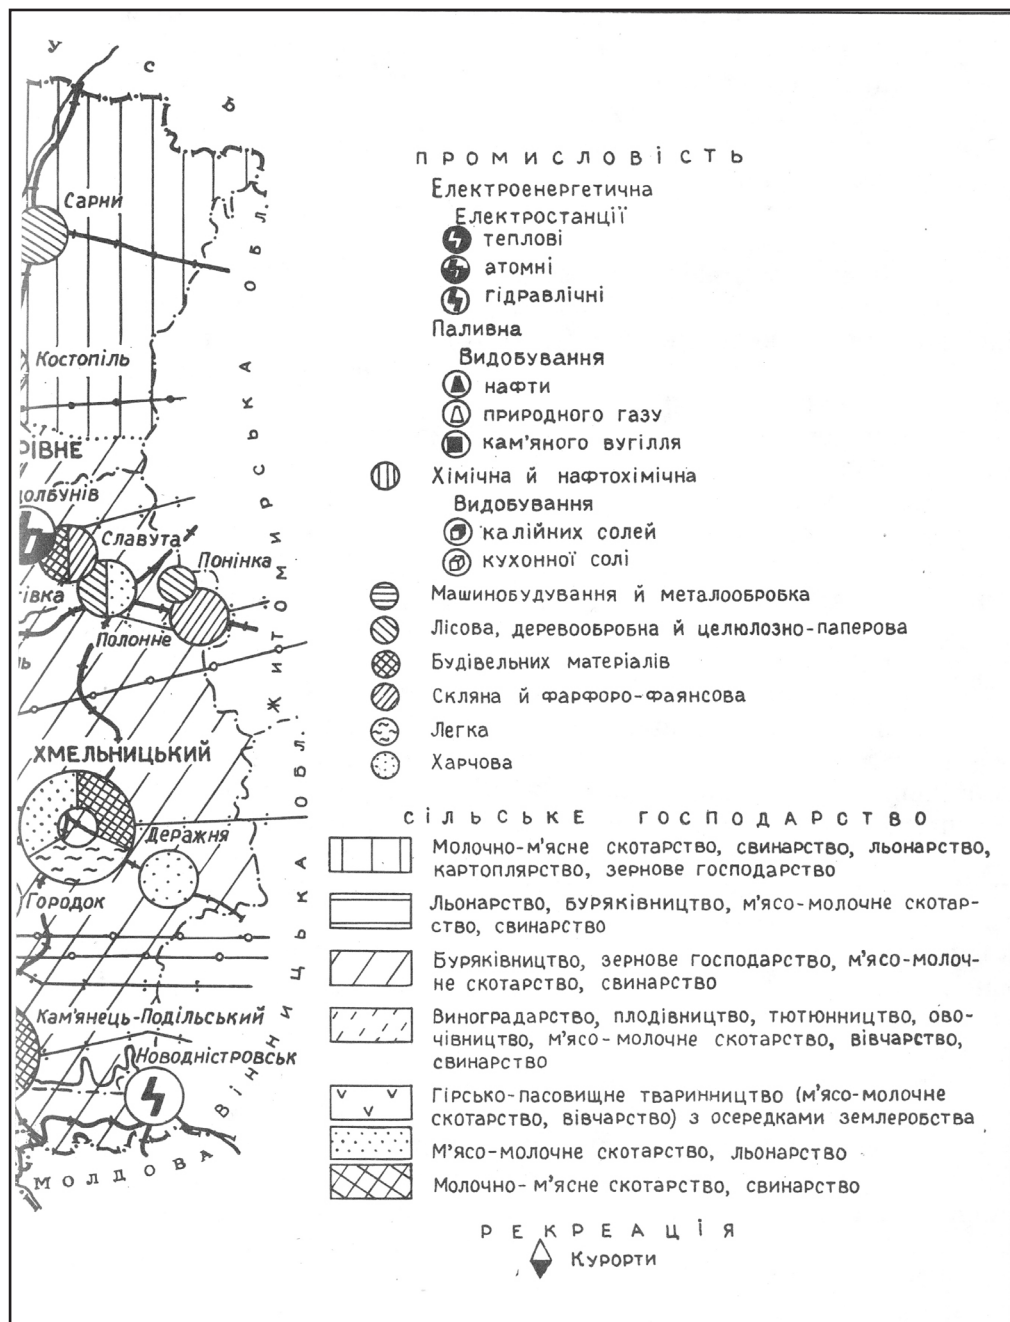 У С Ь
Сарни
Костопіль
РІВНЕ
долбунів
Славута
Понінка
тівка
Полонне
ль
ХМЕЛЬНИЦЬКИЙ
Деражня
Городок
Кам'янець-Подільський
Новодністровськ
МОЛДОВА
ЖИТОМИРСЬКА ОБЛ.
ВІННИЦЬКА ОБЛ.
ПРОМИСЛОВІСТЬ
Електроенергетична
Електростанції
теплові
атомні
гідравлічні
Паливна
Видобування
нафти
природного газу
кам'яного вугілля
Хімічна й нафтохімічна
Видобування
калійних солей
кухонної солі
Машинобудування й металообробка
Лісова, деревообробна й целюлозно-паперова
Будівельних матеріалів
Скляна й фарфоро-фаянсова
Легка
Харчова
СІЛЬСЬКЕ ГОСПОДАРСТВО
Молочно-м'ясне скотарство, свинарство, льонарство,
картоплярство, зернове господарство
Льонарство, буряківництво, м'ясо-молочне скотар-
ство, свинарство
Буряківництво, зернове господарство, м'ясо-молоч-
не скотарство, свинарство
Виноградарство, плодівництво, тютюнництво, ово-
чівництво, м'ясо-молочне скотарство, вівчарство,
свинарство
Гірсько-пасовищне тваринництво (м'ясо-молочне
скотарство, вівчарство) з осередками землеробства
М'ясо-молочне скотарство, льонарство
Молочно-м'ясне скотарство, свинарство
РЕКРЕАЦІЯ
Курорти